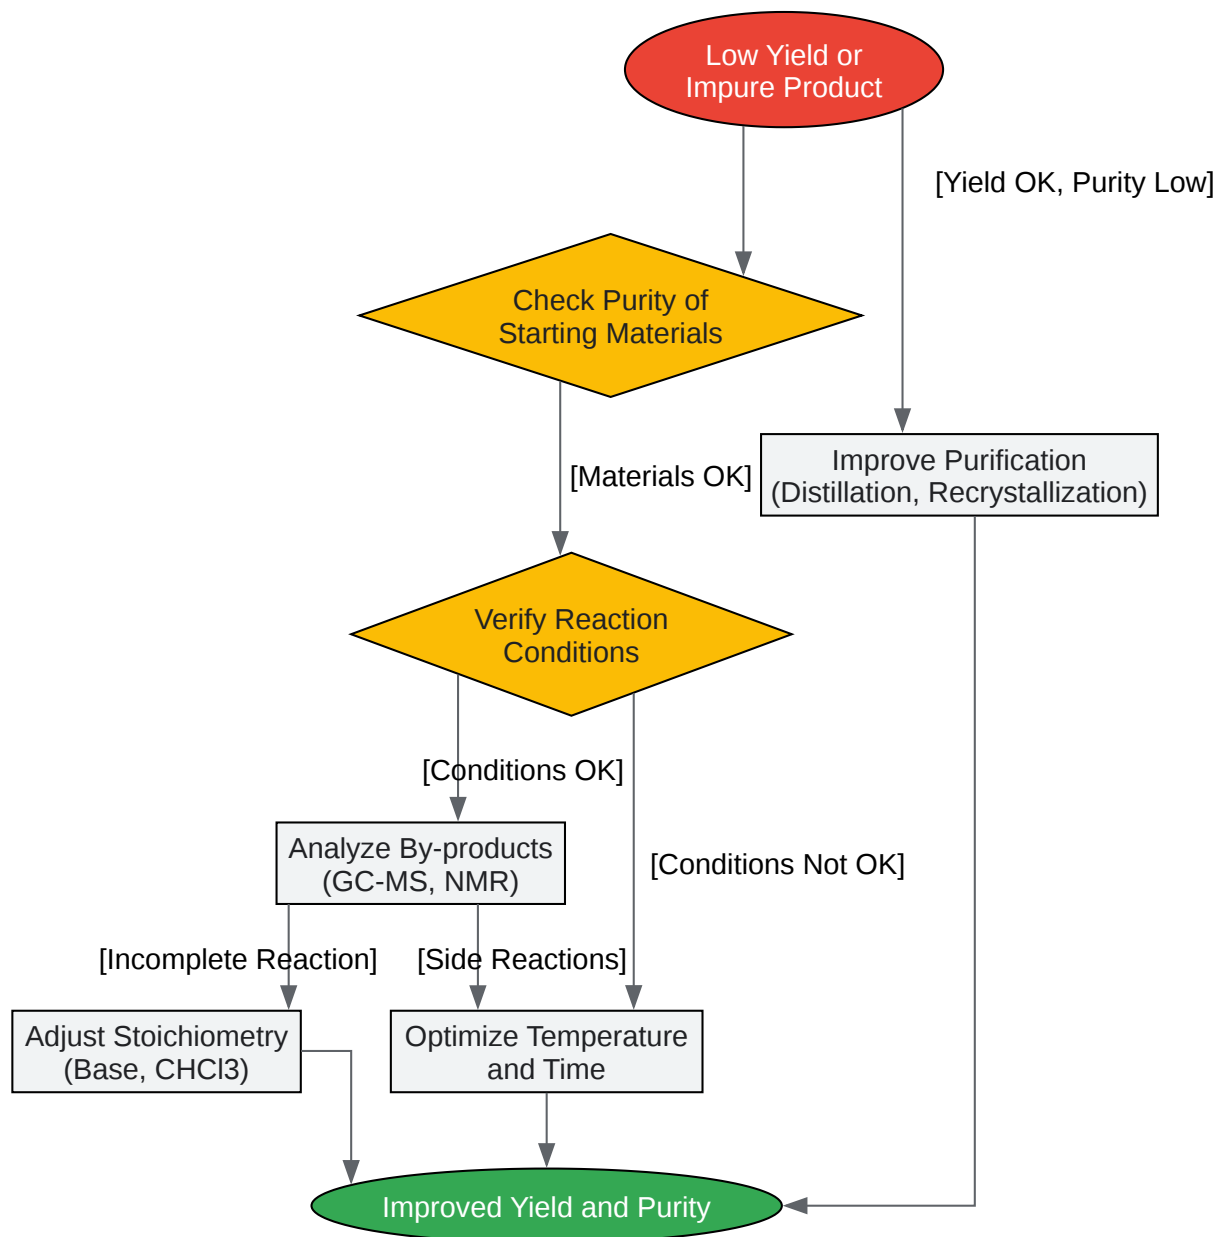 Low Yield or
Impure Product
[Yield OK, Purity Low]
Check Purity of
Starting Materials
[Materials OK]
Improve Purification
(Distillation, Recrystallization)
Verify Reaction
Conditions
[Conditions OK]
Analyze By-products
(GC-MS, NMR)
[Conditions Not OK]
[Incomplete Reaction]
[Side Reactions]
Adjust Stoichiometry
(Base, CHCl3)
Optimize Temperature
and Time
Improved Yield and Purity